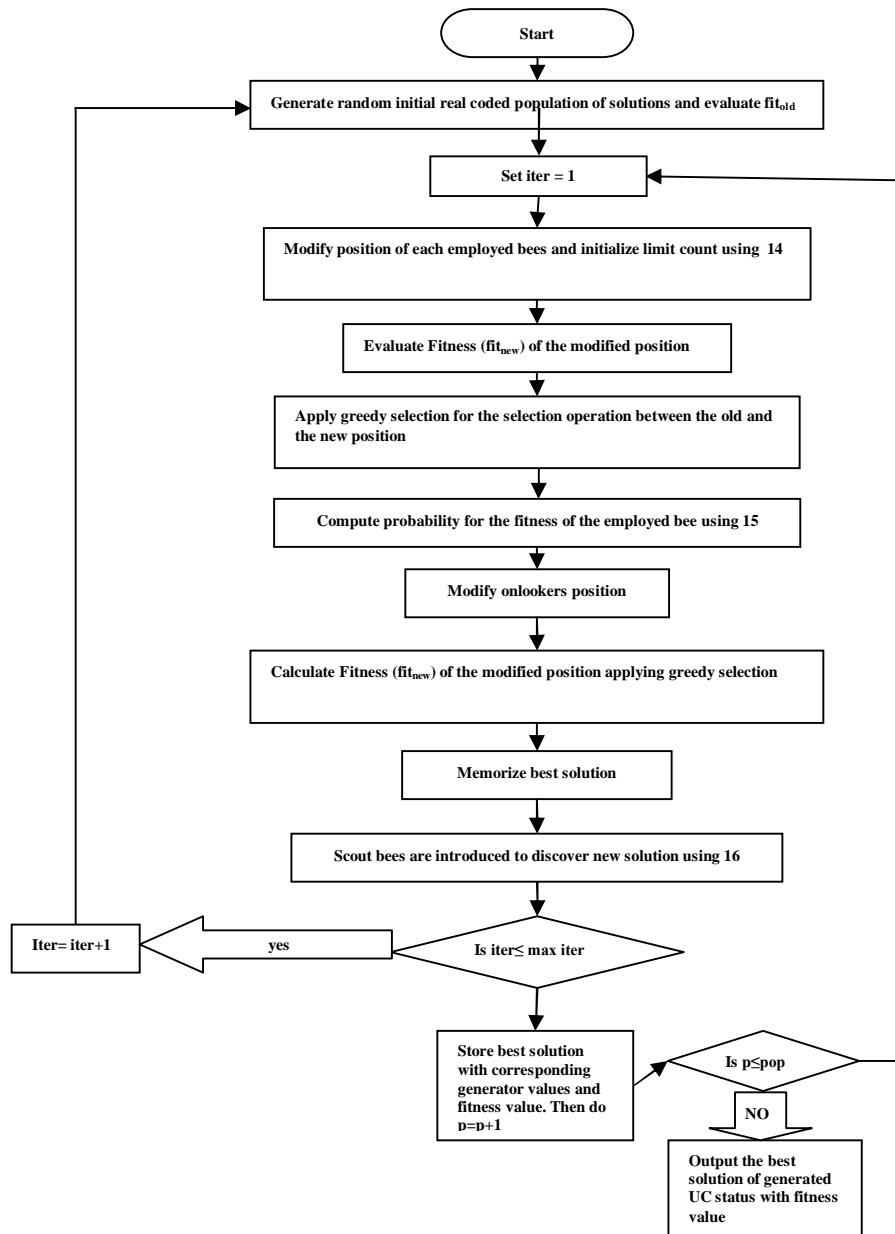 Start
Generate random initial real coded population of solutions and evaluate fitold
Set iter = 1
Modify position of each employed bees and initialize limit count using 14
Evaluate Fitness (fitnew) of the modified position
Apply greedy selection for the selection operation between the old and
the new position
Compute probability for the fitness of the employed bee using 15
Modify onlookers position
Calculate Fitness (fitnew) of the modified position applying greedy selection
Memorize best solution
Scout bees are introduced to discover new solution using 16
Iter= iter+1
yes
Is iter≤ max iter
Store best solution
with corresponding
generator values and
fitness value. Then do
p=p+1
Is p≤pop
NO
Output the best
solution of generated
UC status with fitness
value